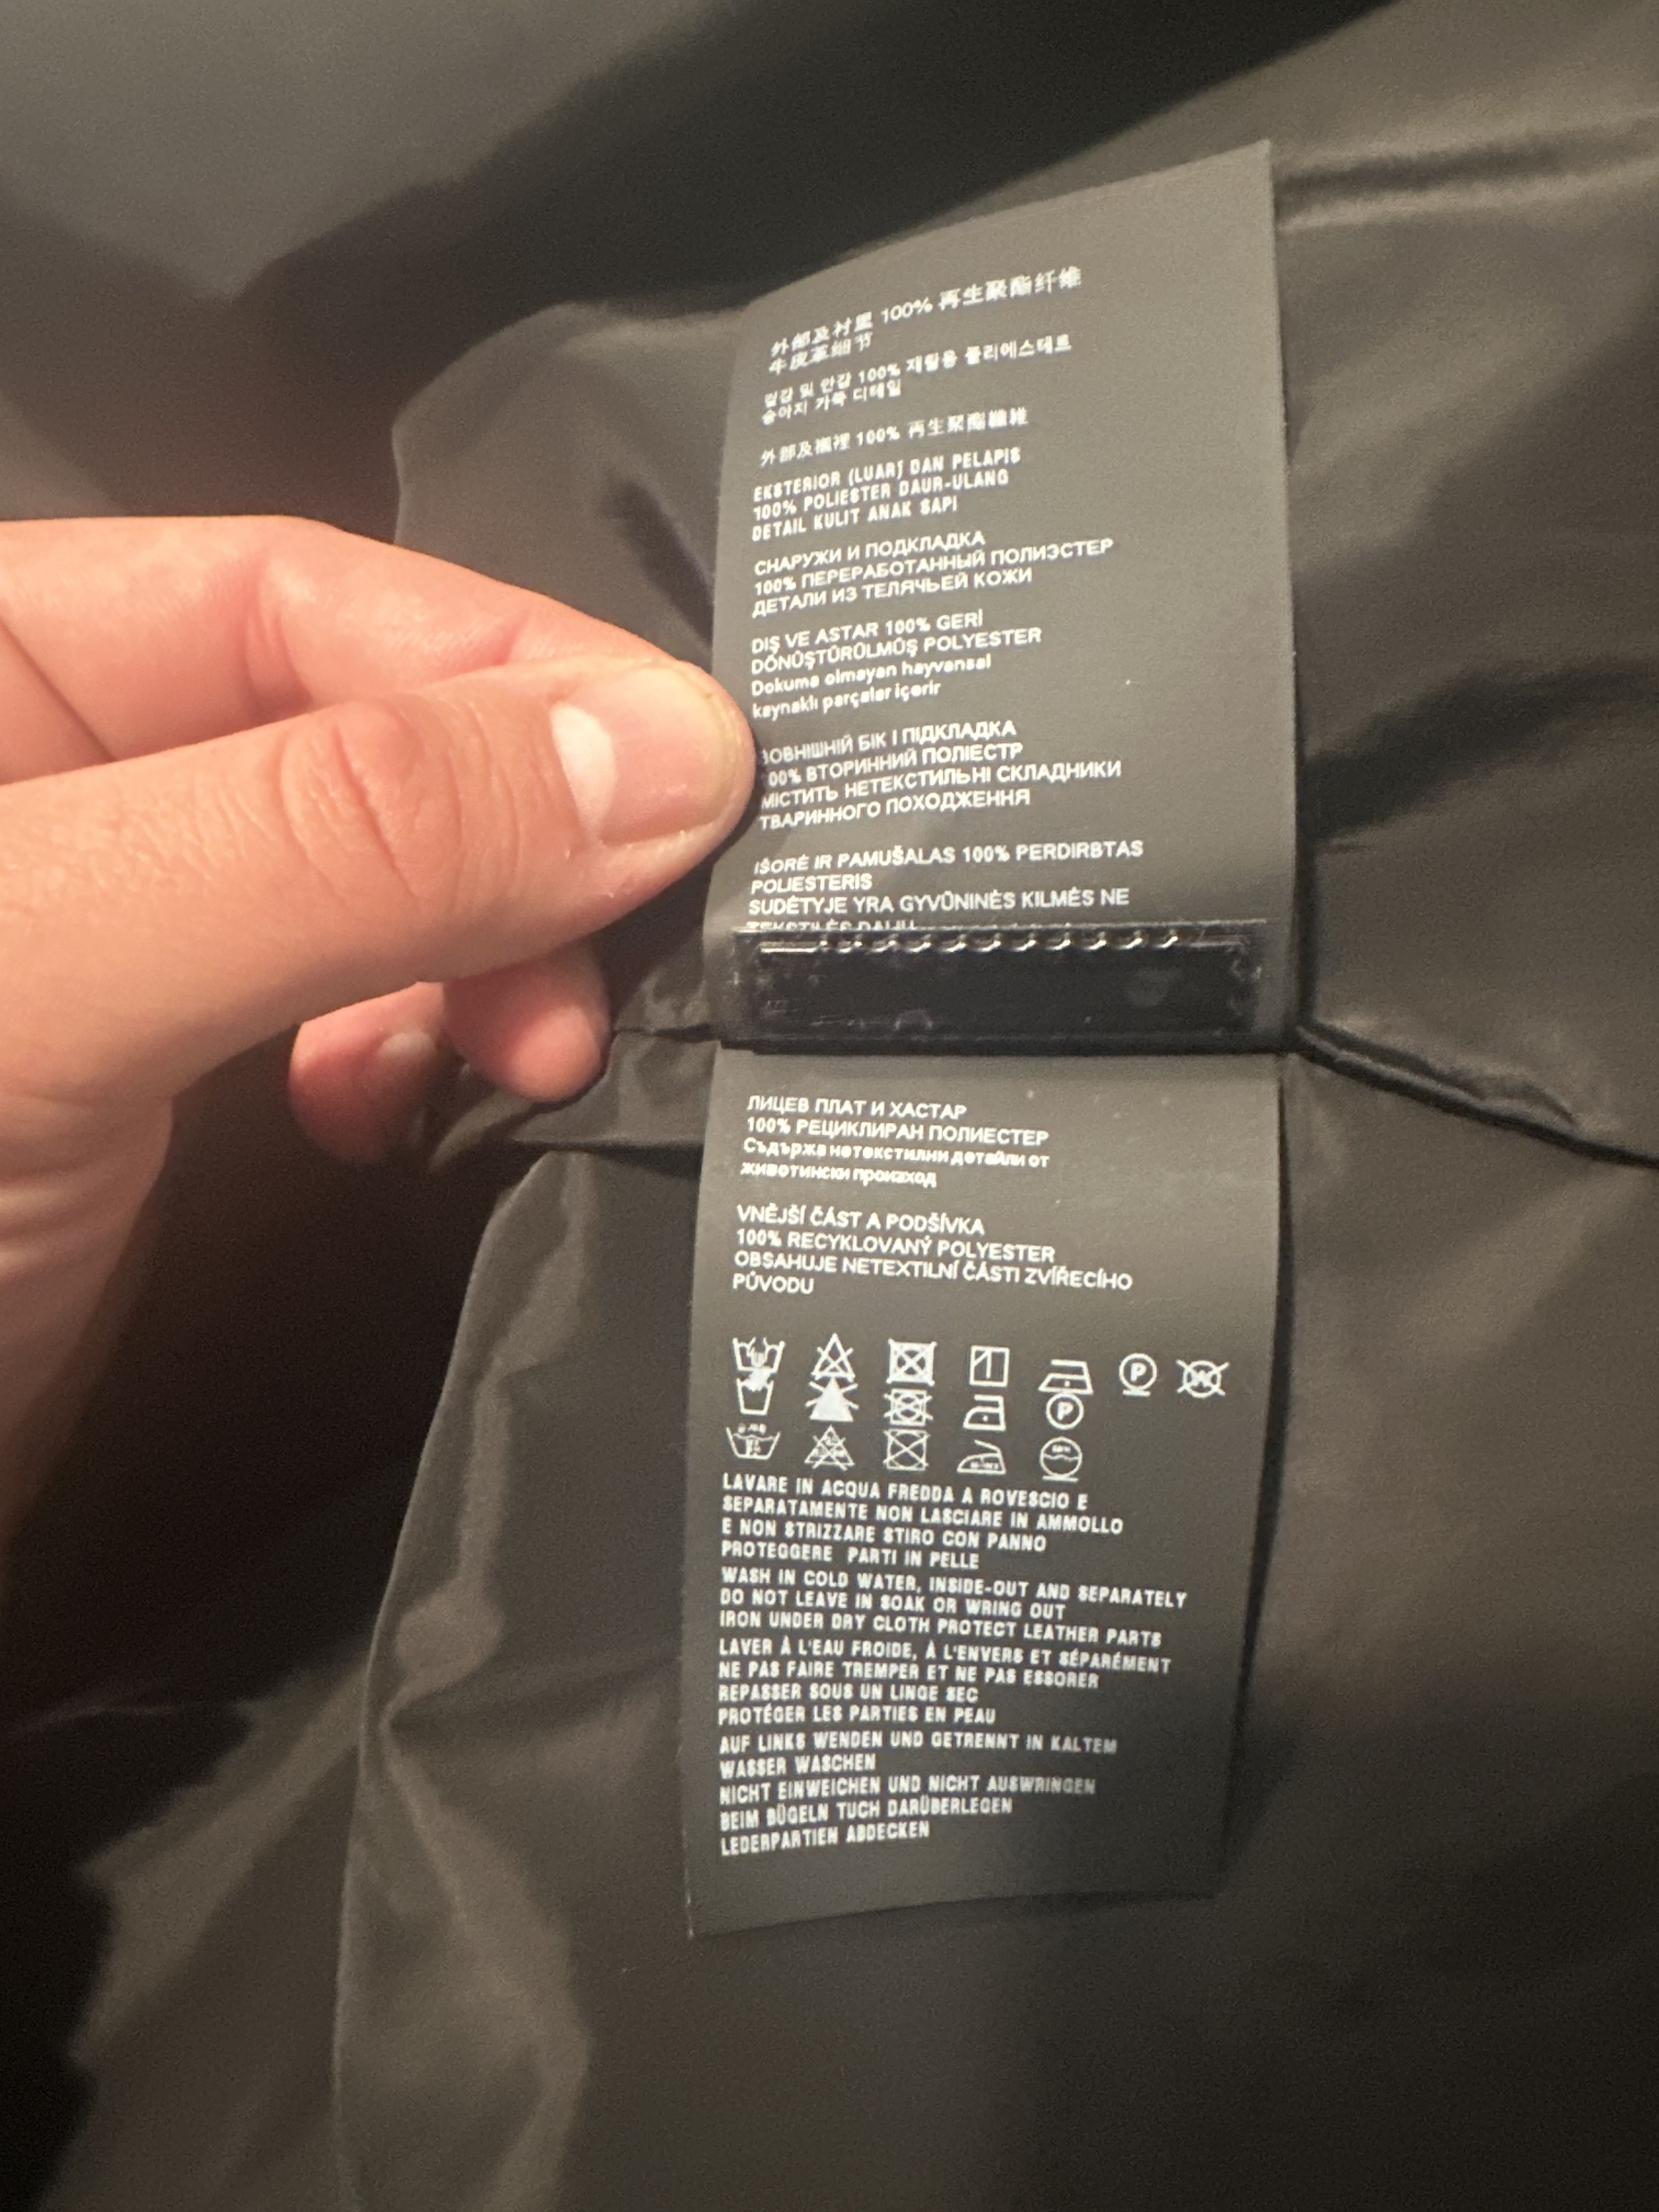 外部及衬里 100% 再生聚酯纤维
牛皮革细节
겉감 및 안감 100% 재활용 폴리에스테르
송아지 가죽 디테일
外部及襯裡 100% 再生聚酯纖維
EKSTERIOR (LUAR) DAN PELAPIS
100% POLIESTER DAUR-ULANG
DETAIL KULIT ANAK SAPI
СНАРУЖИ И ПОДКЛАДКА
100% ПЕРЕРАБОТАННЫЙ ПОЛИЭСТЕР
ДЕТАЛИ ИЗ ТЕЛЯЧЬЕЙ КОЖИ
DIŞ VE ASTAR 100% GERİ
DÖNÜŞTÜRÜLMÜŞ POLYESTER
Dokuma olmayan hayvansal
kaynaklı parçalar içerir
ЗОВНІШНІЙ БІК І ПІДКЛАДКА
100% ВТОРИННИЙ ПОЛІЕСТР
МІСТИТЬ НЕТЕКСТИЛЬНІ СКЛАДНИКИ
ТВАРИННОГО ПОХОДЖЕННЯ
IŠORĖ IR PAMUŠALAS 100% PERDIRBTAS
POLIESTERIS
SUDĖTYJE YRA GYVŪNINĖS KILMĖS NE
ЛИЦЕВ ПЛАТ И ХАСТАР
100% РЕЦИКЛИРАН ПОЛИЕСТЕР
Съдържа нетекстилни детайли от
животински произход
VNĚJŠÍ ČÁST A PODŠÍVKA
100% RECYKLOVANÝ POLYESTER
OBSAHUJE NETEXTILNÍ ČÁSTI ZVÍŘECÍHO
PŮVODU
P W
P
LAVARE IN ACQUA FREDDA A ROVESCIO E
SEPARATAMENTE NON LASCIARE IN AMMOLLO
E NON STRIZZARE STIRO CON PANNO
PROTEGGERE PARTI IN PELLE
WASH IN COLD WATER, INSIDE-OUT AND SEPARATELY
DO NOT LEAVE IN SOAK OR WRING OUT
IRON UNDER DRY CLOTH PROTECT LEATHER PARTS
LAVER À L'EAU FROIDE, À L'ENVERS ET SÉPARÉMENT
NE PAS FAIRE TREMPER ET NE PAS ESSORER
REPASSER SOUS UN LINGE SEC
PROTÉGER LES PARTIES EN PEAU
AUF LINKS WENDEN UND GETRENNT IN KALTEM
WASSER WASCHEN
NICHT EINWEICHEN UND NICHT AUSWRINGEN
BEIM BÜGELN TUCH DARÜBERLEGEN
LEDERPARTIEN ABDECKEN